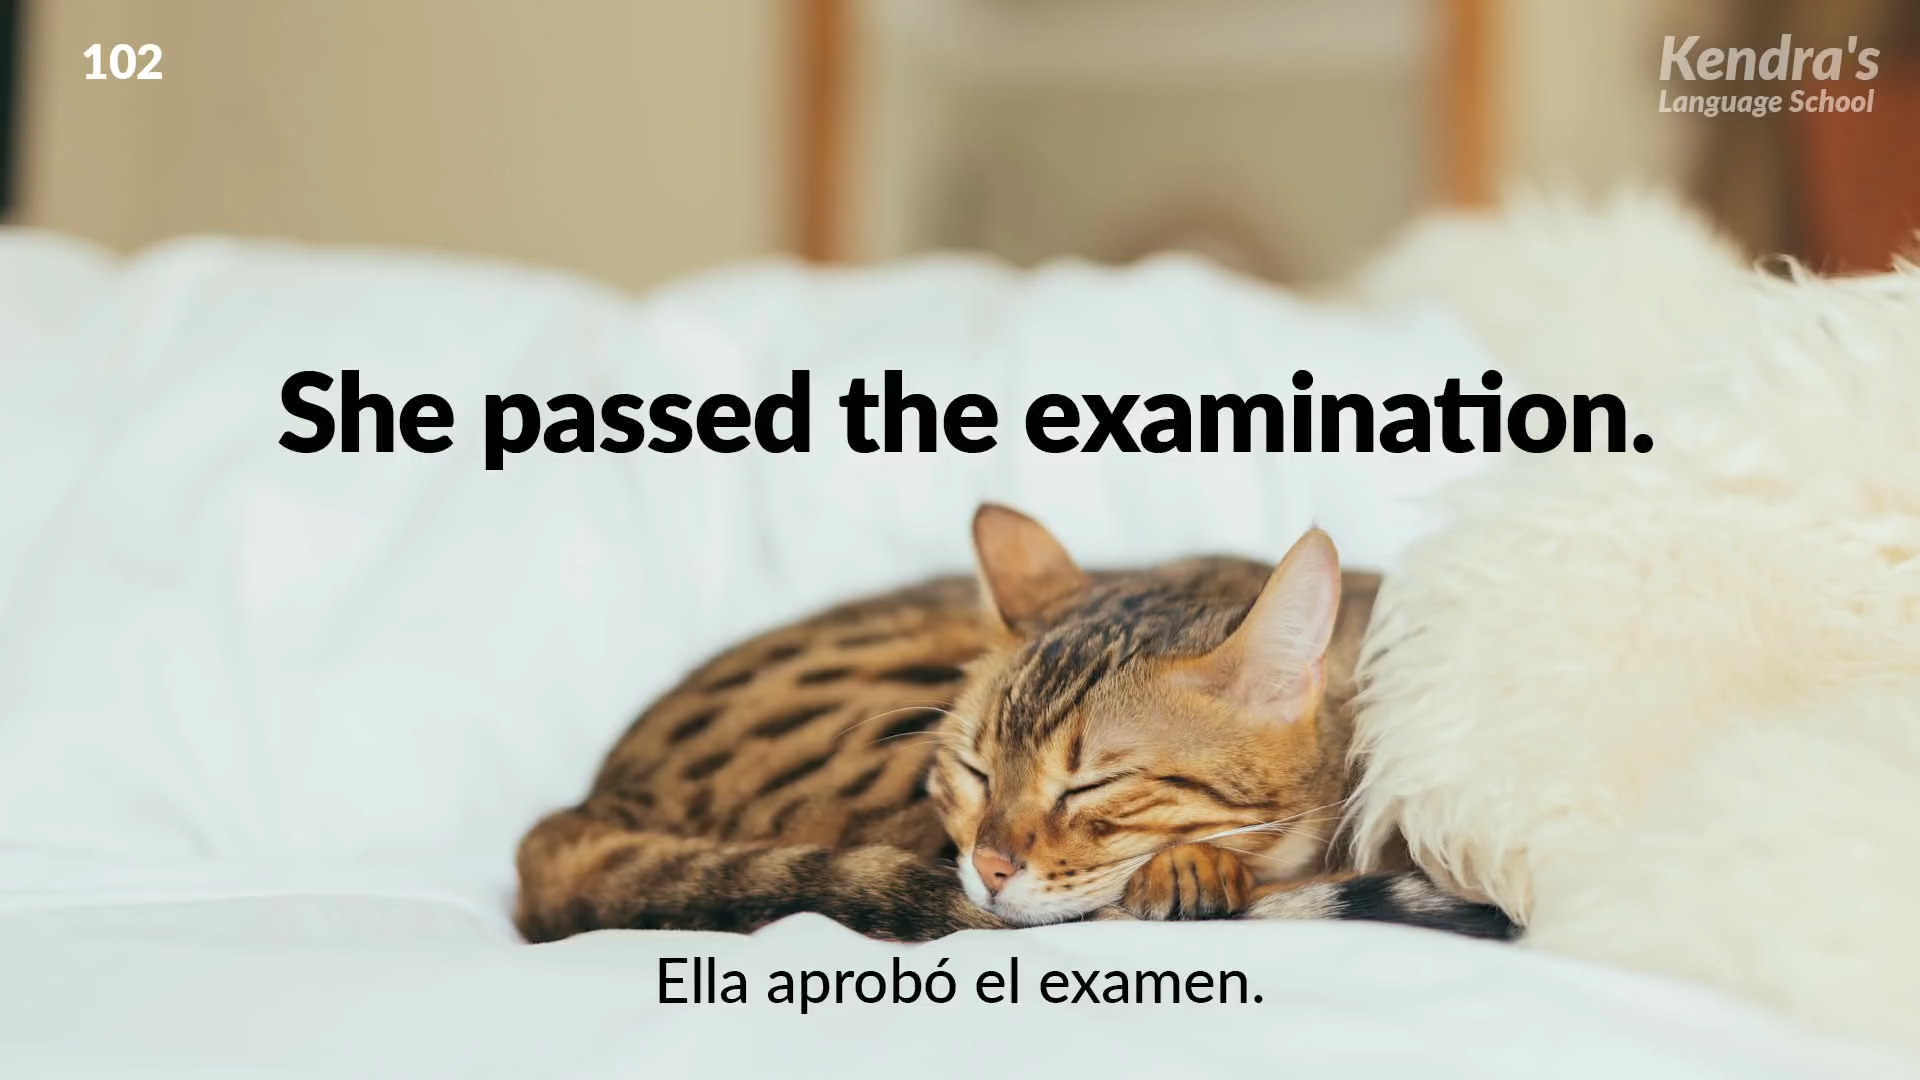 102
Kendra's
Language School
She passed the examination.
Ella aprobó el examen.